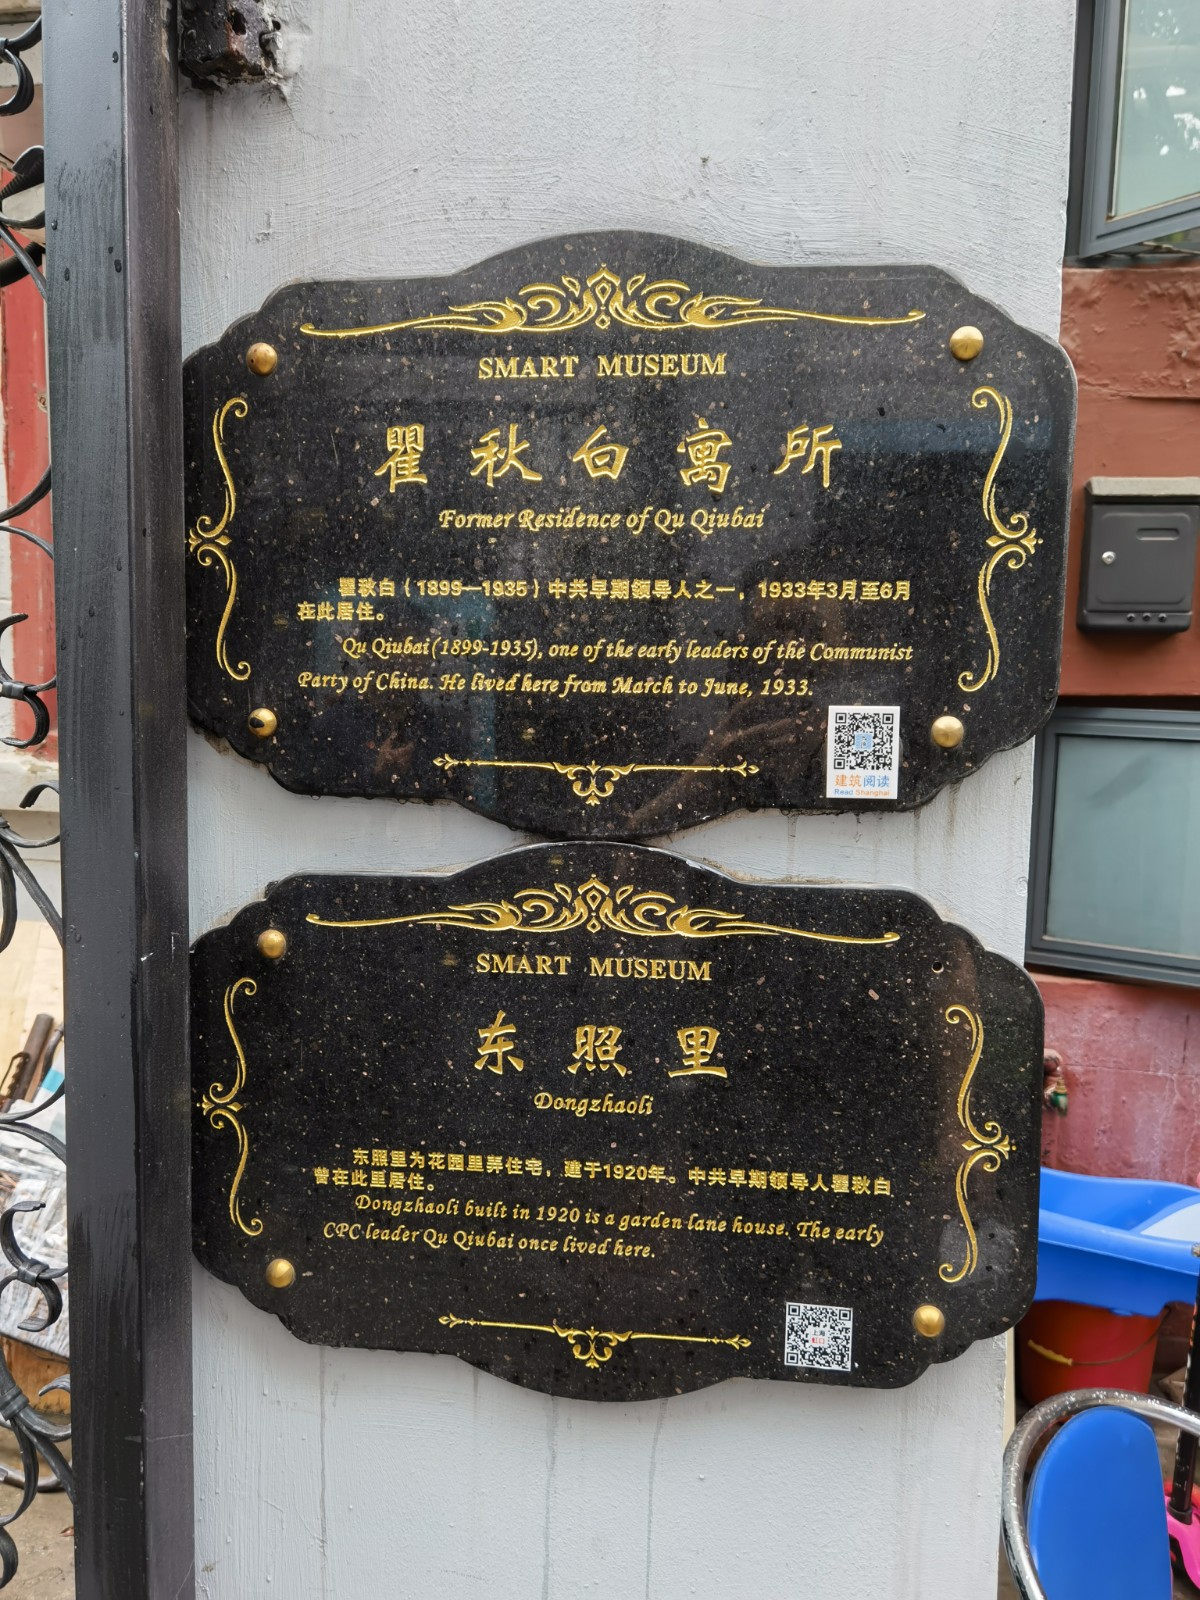 SMART MUSEUM
瞿秋白寓所
Former Residence of Qu Qiubai
瞿秋白（1899—1935）中共早期领导人之一，1933年3月至6月
在此居住。
Qu Qiubai(1899-1935), one of the early leaders of the Communist
Party of China. He lived here from March to June, 1933.
建筑阅读
Read Shanghai
SMART MUSEUM
东照里
Dongzhaoli
东照里为花园里弄住宅，建于1920年。中共早期领导人瞿秋白
曾在此里居住。
Dongzhaoli built in 1920 is a garden lane house. The early
CPC leader Qu Qiubai once lived here.
上海
虹口